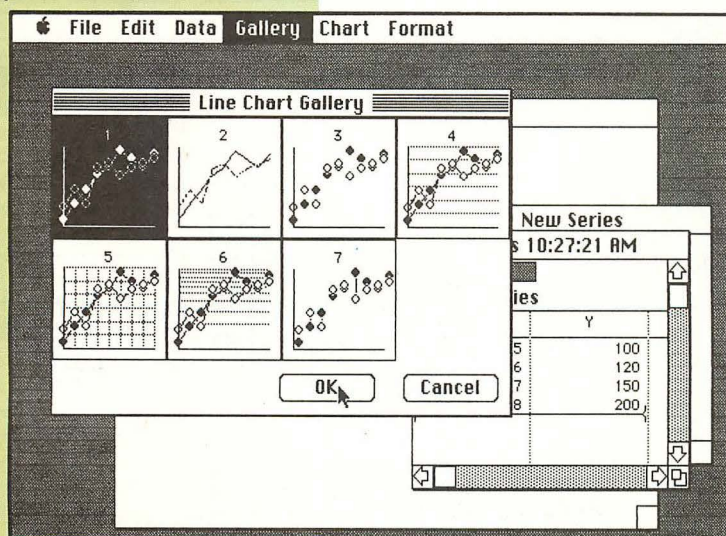 File Edit Data Gallery Chart Format
Line Chart Gallery
1 2 3 4
5 6 7
OK Cancel
New Series
s 10:27:21 AM
ies
Y
5 100
6 120
7 150
8 200